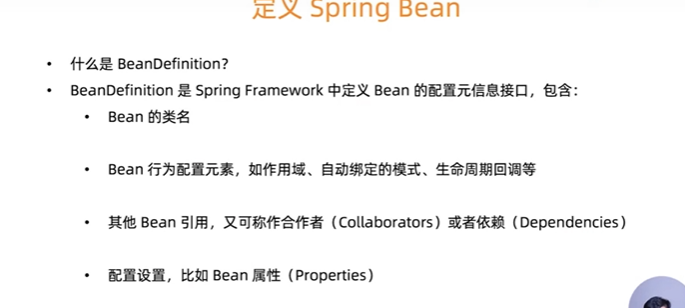 定义 Spring Bean
• 什么是 BeanDefinition？
• BeanDefinition 是 Spring Framework 中定义 Bean 的配置元信息接口，包含：
• Bean 的类名
• Bean 行为配置元素，如作用域、自动绑定的模式、生命周期回调等
• 其他 Bean 引用，又可称作合作者（Collaborators）或者依赖（Dependencies）
• 配置设置，比如 Bean 属性（Properties）